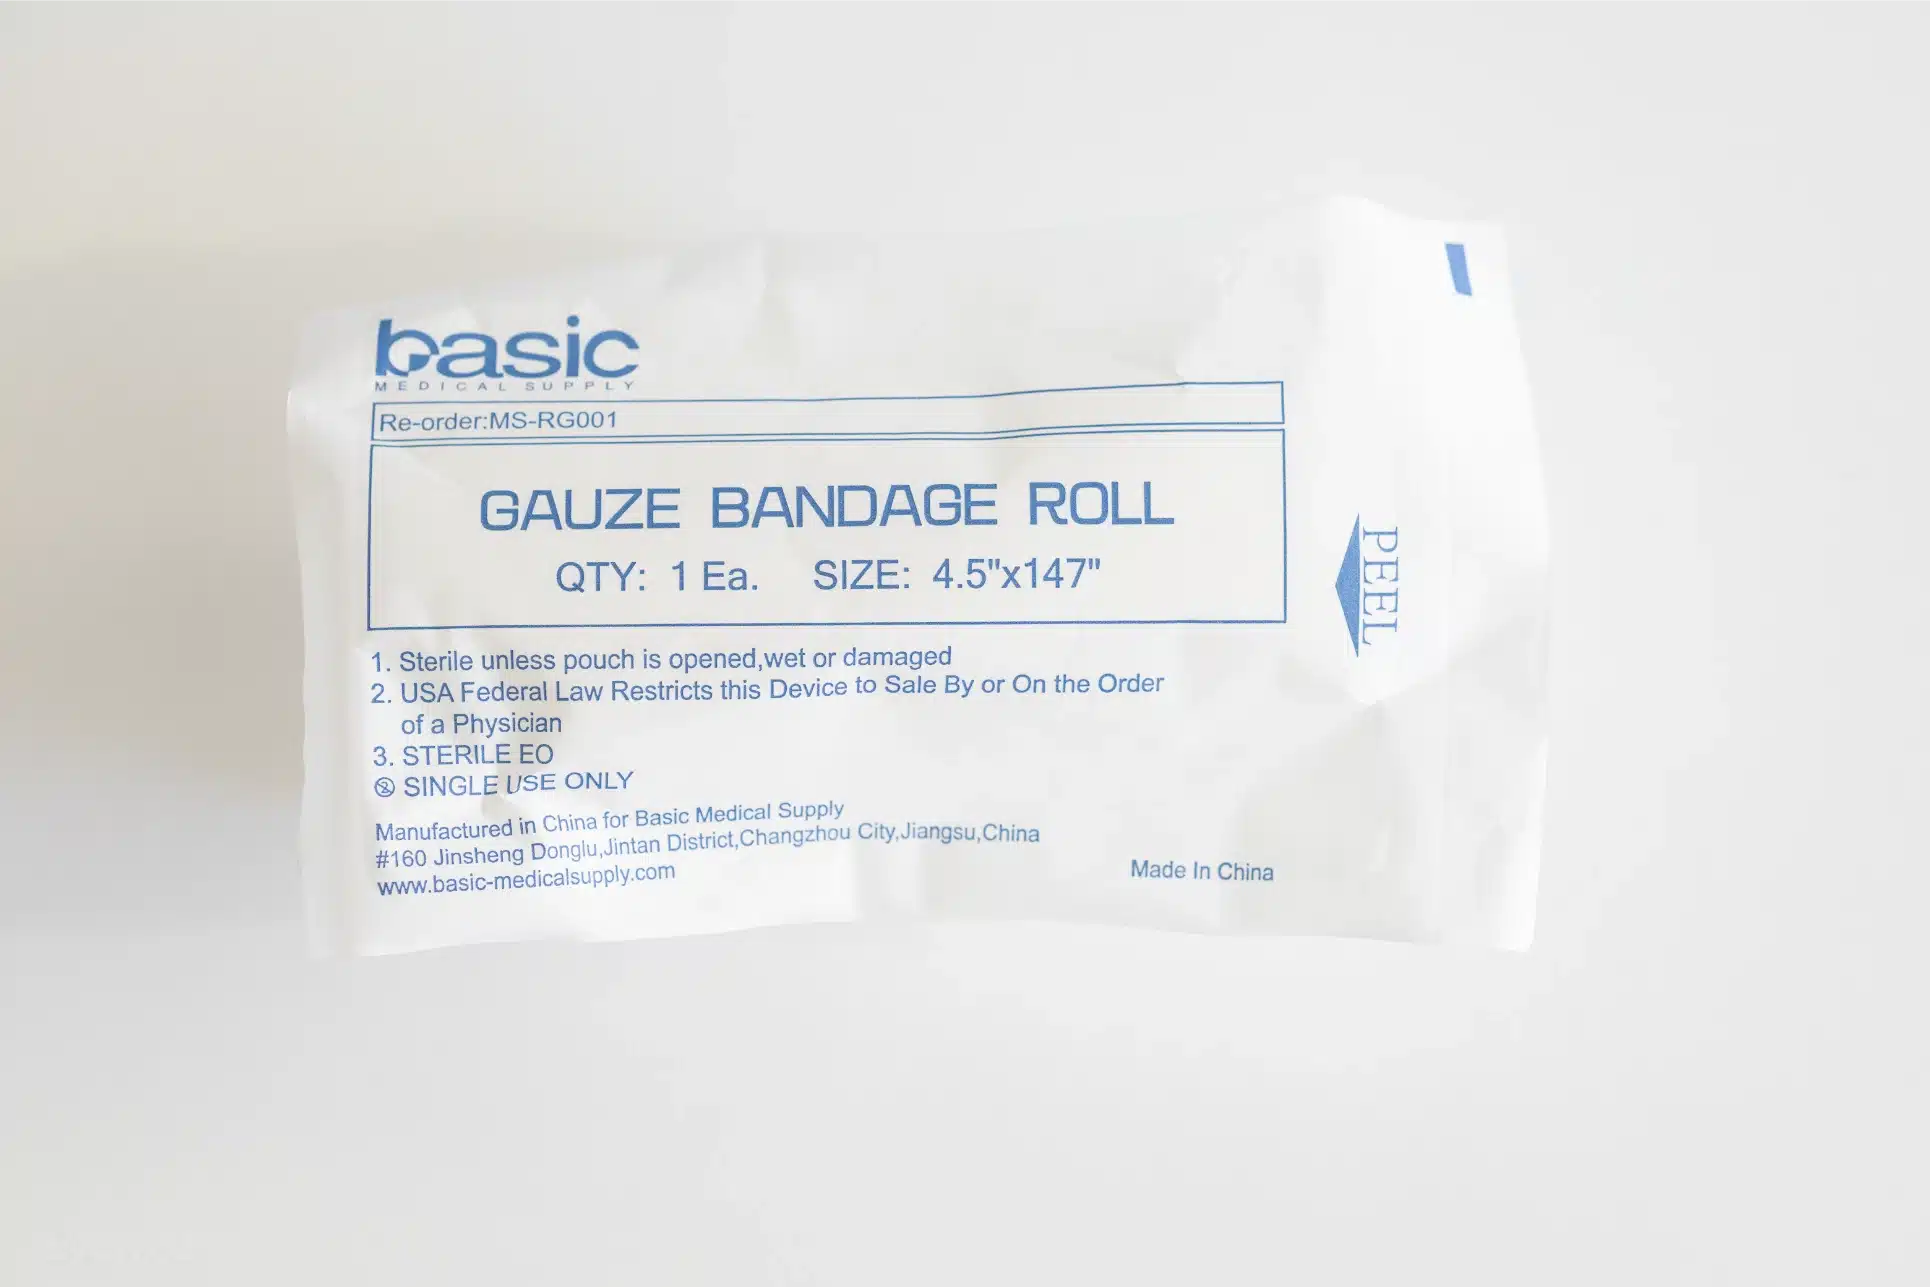 basic
MEDICAL SUPPLY
Re-order:MS-RG001
GAUZE BANDAGE ROLL
QTY: 1 Ea. SIZE: 4.5"x147"
1. Sterile unless pouch is opened,wet or damaged
2. USA Federal Law Restricts this Device to Sale By or On the Order
of a Physician
3. STERILE EO
② SINGLE USE ONLY
Manufactured in China for Basic Medical Supply
#160 Jinsheng Donglu,Jintan District,Changzhou City,Jiangsu,China
www.basic-medicalsupply.com
Made In China
PEEL